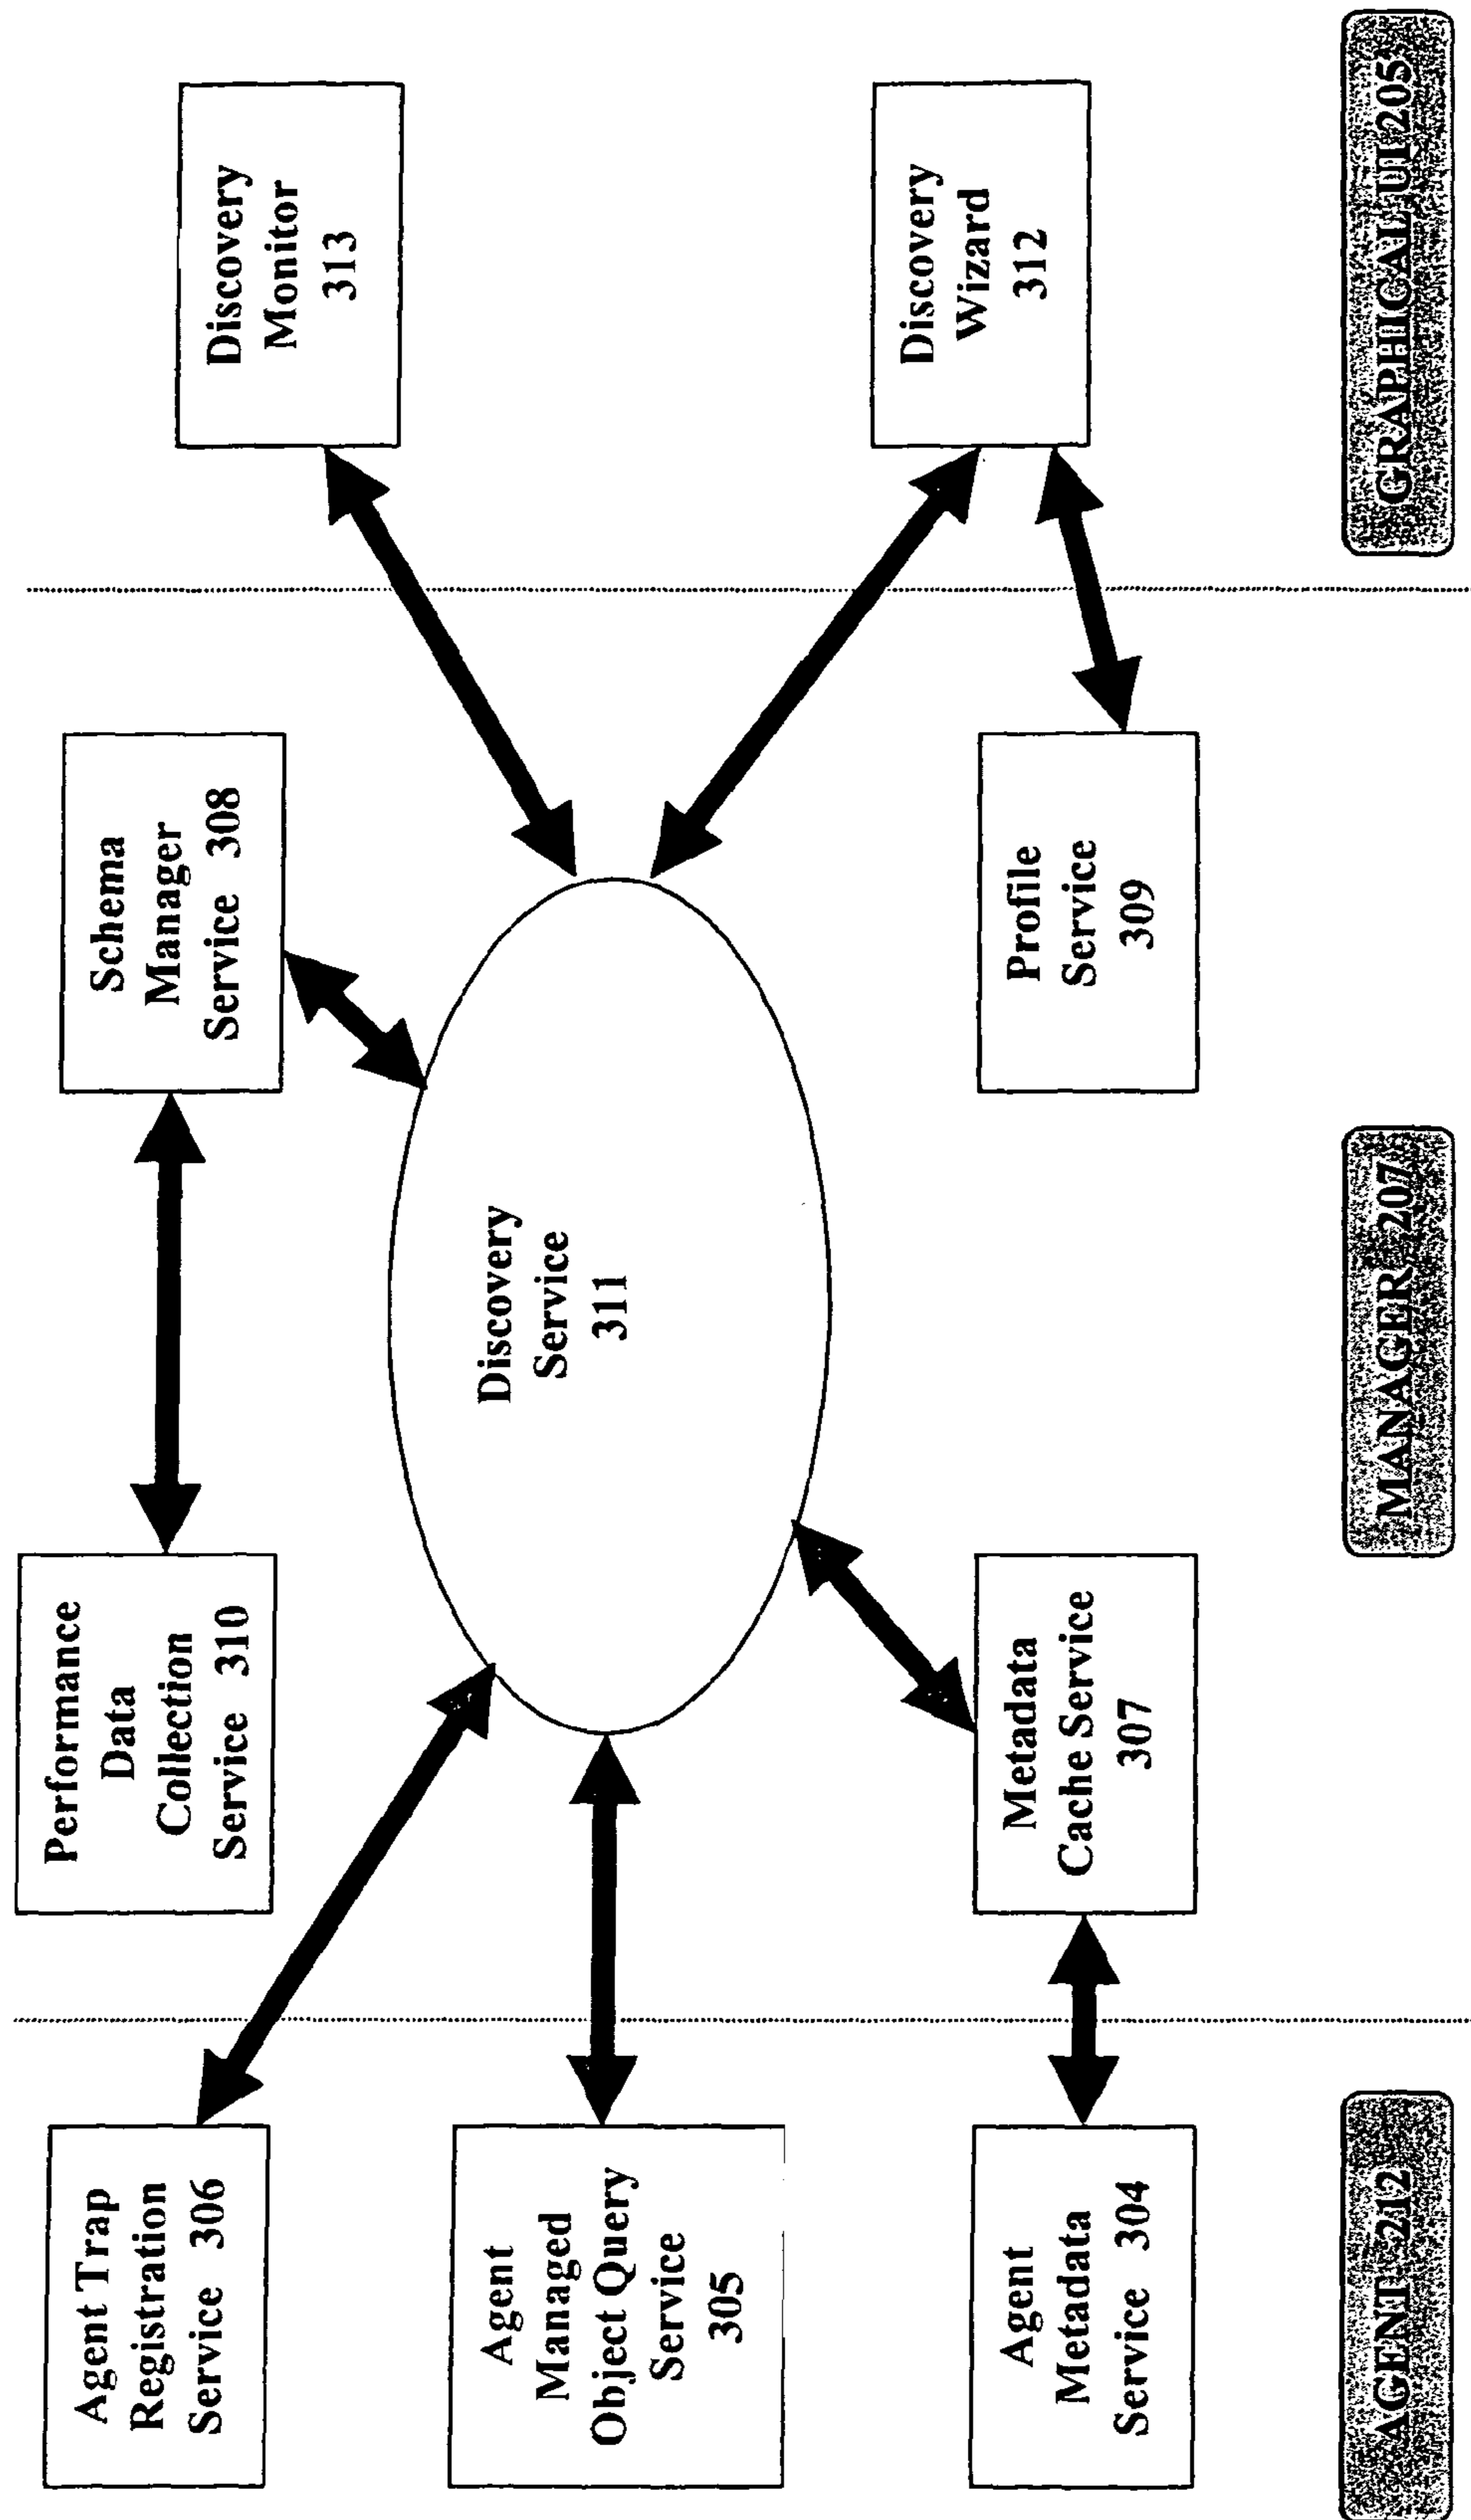 Agent Trap
Registration
Service 306
Agent
Managed
Object Query
Service
305
Agent
Metadata
Service 304
AGENT 212
Performance
Data
Collection
Service 310
Schema
Manager
Service 308
Discovery
Service
311
Metadata
Cache Service
307
Profile
Service
309
MANAGER 207
Discovery
Monitor
313
Discovery
Wizard
312
GRAPHICAL UI 205